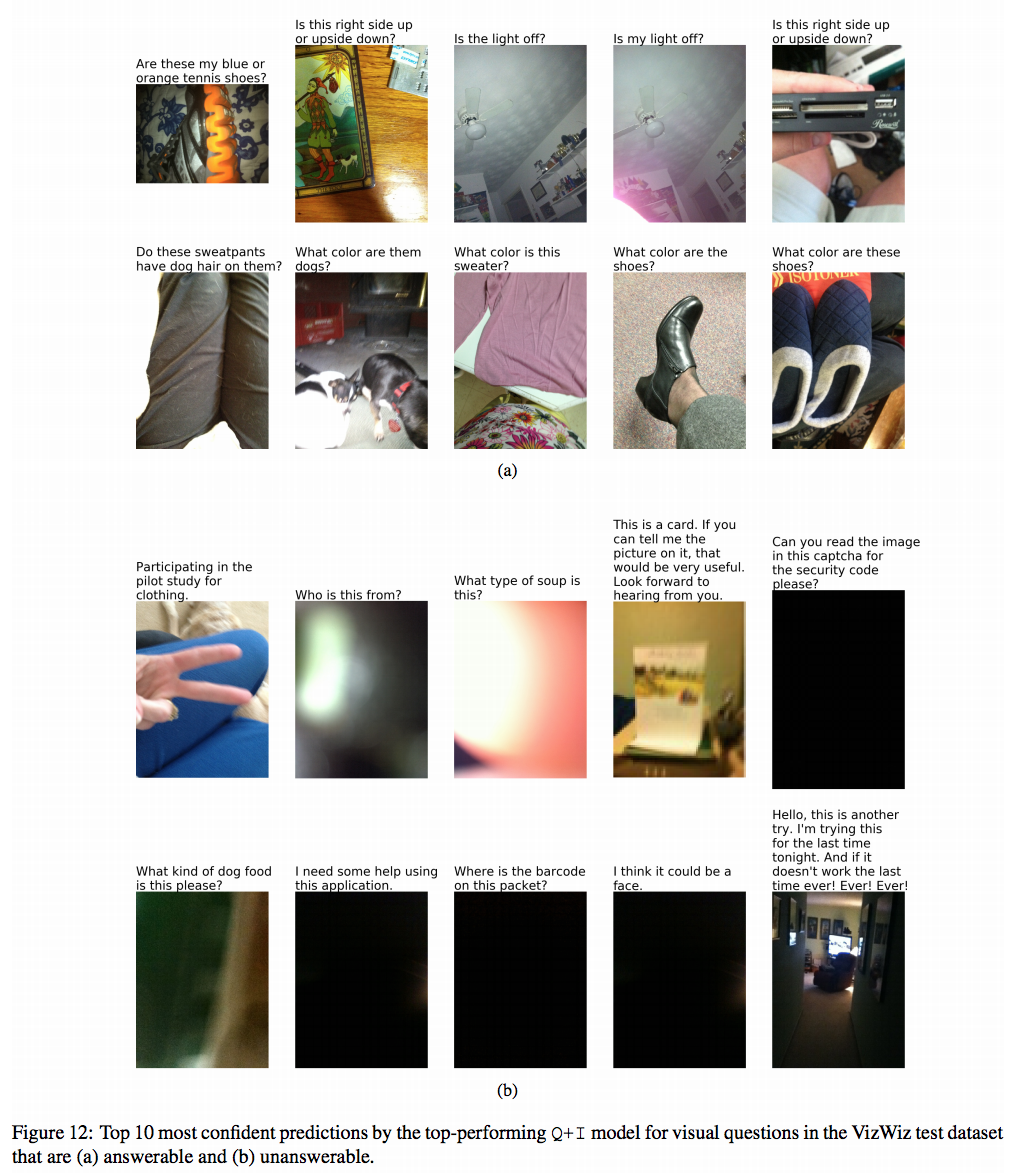 Is this right side up
or upside down?
Is the light off?
Is my light off?
Is this right side up
or upside down?
Are these my blue or
orange tennis shoes?
Do these sweatpants
have dog hair on them?
What color are them
dogs?
What color is this
sweater?
What color are the
shoes?
What color are these
shoes?
ISOTONER
(a)
Participating in the
pilot study for
clothing.
Who is this from?
What type of soup is
this?
This is a card. If you
can tell me the
picture on it, that
would be very useful.
Look forward to
hearing from you.
Can you read the image
in this captcha for
the security code
please?
What kind of dog food
is this please?
I need some help using
this application.
Where is the barcode
on this packet?
I think it could be a
face.
Hello, this is another
try. I'm trying this
for the last time
tonight. And if it
doesn't work the last
time ever! Ever! Ever!
(b)
Figure 12: Top 10 most confident predictions by the top-performing Q+I model for visual questions in the VizWiz test dataset
that are (a) answerable and (b) unanswerable.